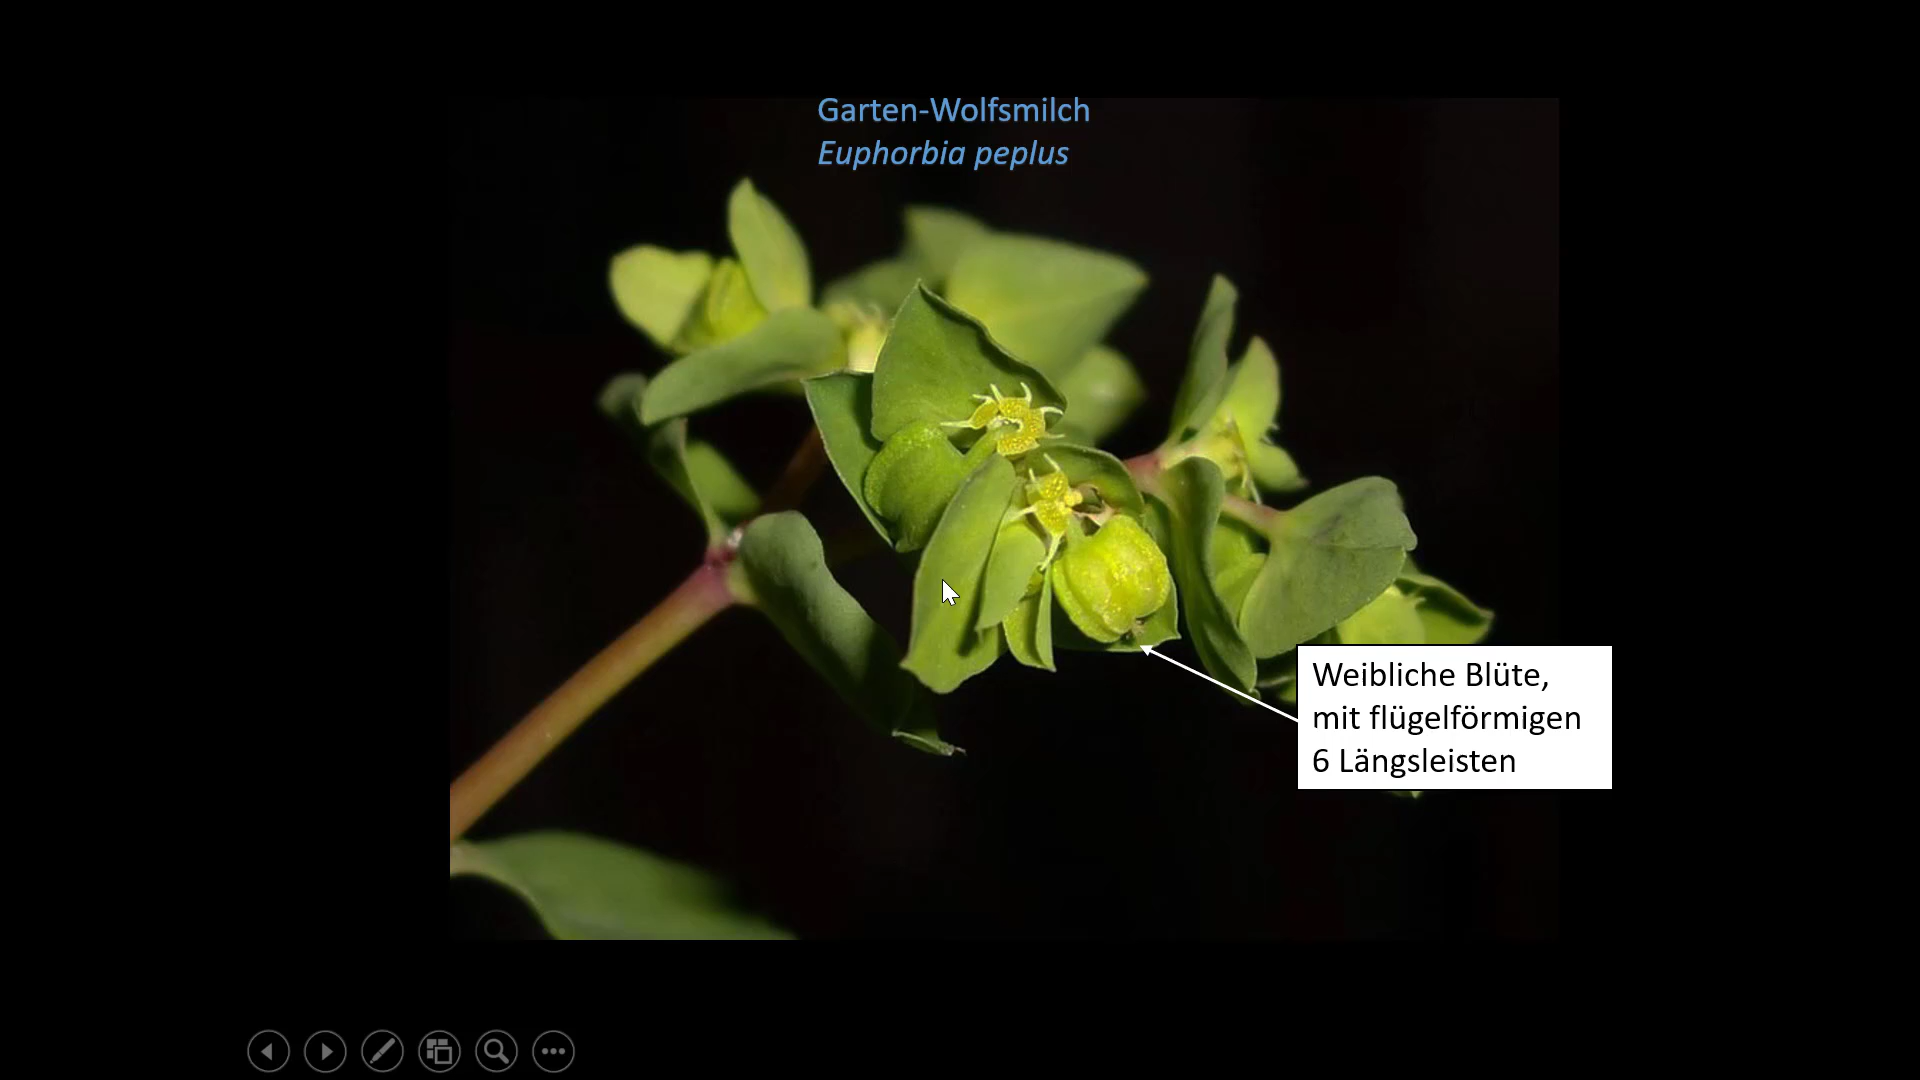 Garten-Wolfsmilch
Euphorbia peplus
Weibliche Blüte,
mit flügelförmigen
6 Längsleisten